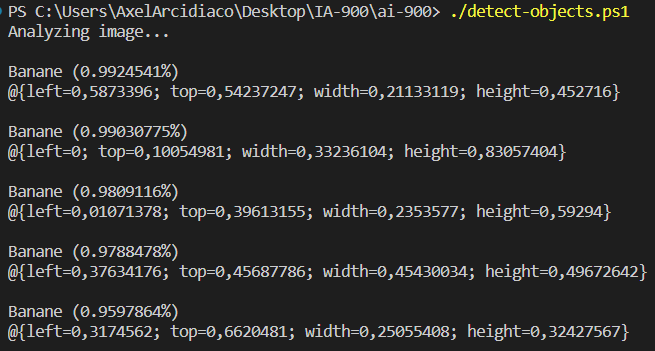 PS C:\Users\AxelArcidiaco\Desktop\IA-900\ai-900> ./detect-objects.ps1
Analyzing image...
Banane (0.9924541%)
@{left=0,5873396; top=0,54237247; width=0,21133119; height=0,452716}
Banane (0.99030775%)
@{left=0; top=0,10054981; width=0,33236104; height=0,83057404}
Banane (0.9809116%)
@{left=0,01071378; top=0,39613155; width=0,2353577; height=0,59294}
Banane (0.9788478%)
@{left=0,37634176; top=0,45687786; width=0,45430034; height=0,49672642}
Banane (0.9597864%)
@{left=0,3174562; top=0,6620481; width=0,25055408; height=0,32427567}